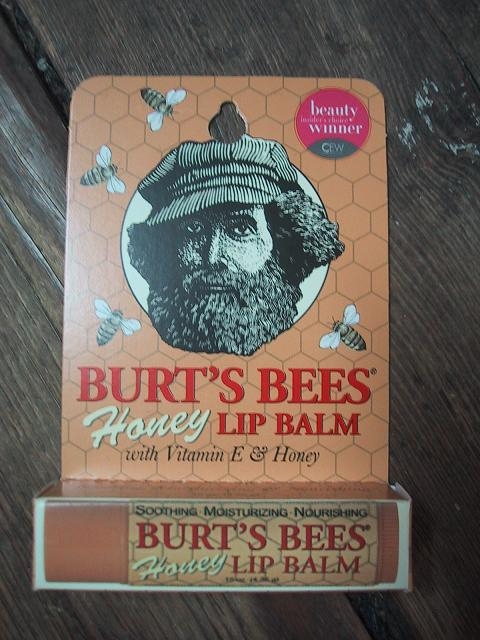 beauty
insider's choice
winner
CEW
BURT'S BEES®
Honey LIP BALM
with Vitamin E & Honey
SOOTHING · MOISTURIZING · NOURISHING
BURT'S BEES®
Honey LIP BALM